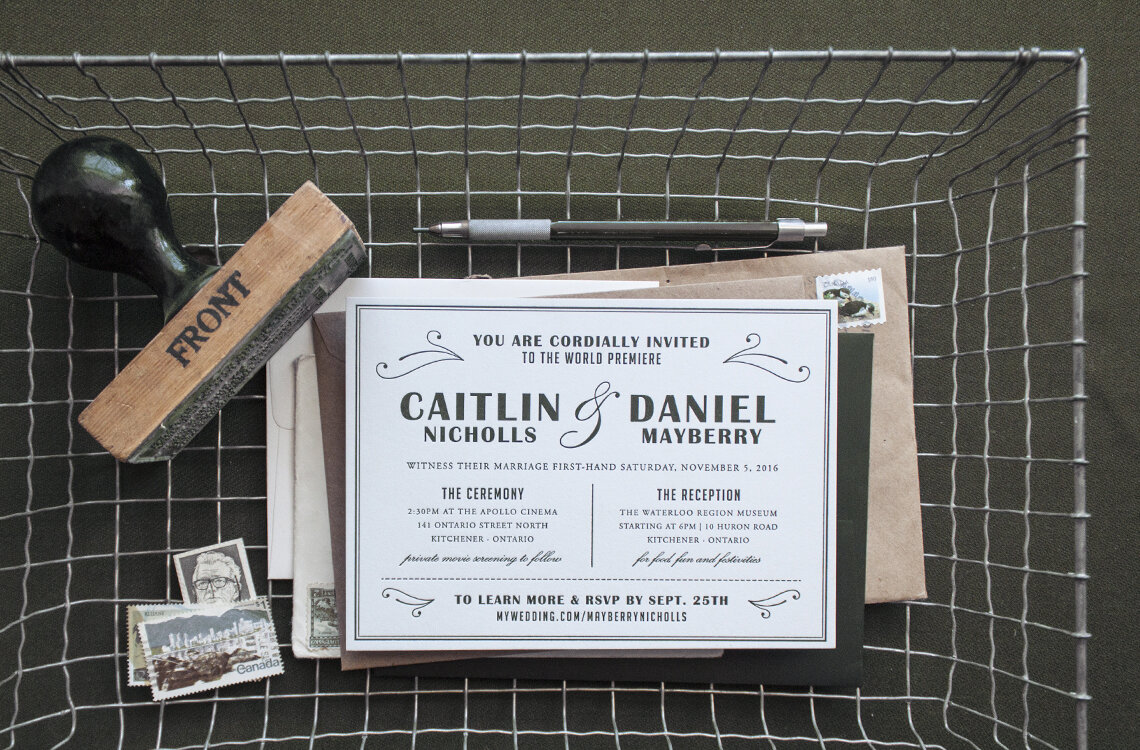 FRONT
YOU ARE CORDIALLY INVITED
TO THE WORLD PREMIERE
CAITLIN & DANIEL
NICHOLLS MAYBERRY
WITNESS THEIR MARRIAGE FIRST-HAND SATURDAY, NOVEMBER 5, 2016
THE CEREMONY
2:30PM AT THE APOLLO CINEMA
141 ONTARIO STREET NORTH
KITCHENER · ONTARIO
private movie screening to follow
THE RECEPTION
THE WATERLOO REGION MUSEUM
STARTING AT 6PM | 10 HURON ROAD
KITCHENER · ONTARIO
for food, fun and festivities
TO LEARN MORE & RSVP BY SEPT. 25TH
MYWEDDING.COM/MAYBERRYNICHOLLS
Canada